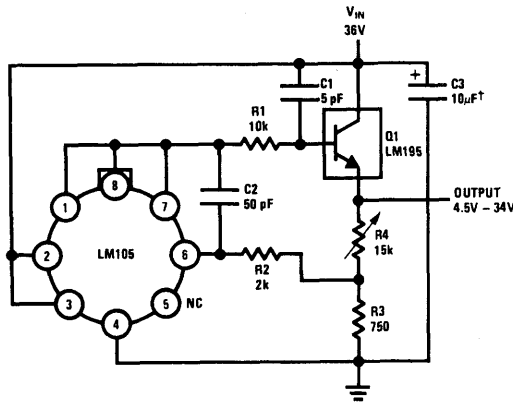 VIN
36V
C1
5 pF
+
C3
10μF†
R1
10k
Q1
LM195
OUTPUT
4.5V – 34V
C2
50 pF
R4
15k
R2
2k
R3
750
LM105
NC
1
2
3
4
5
6
7
8